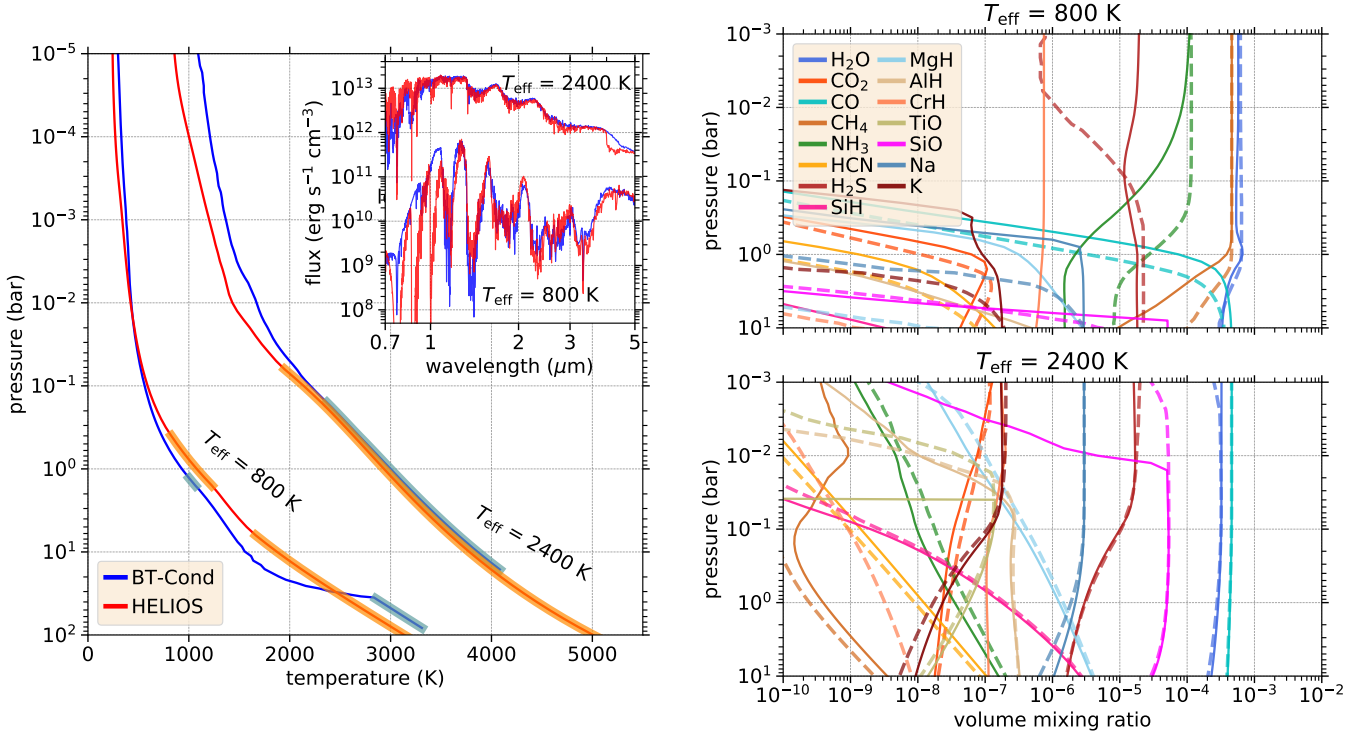 10⁻⁵
10⁻⁴
10⁻³
10⁻²
10⁻¹
10⁰
10¹
10²
pressure (bar)
0
1000
2000
3000
4000
5000
temperature (K)
T_eff = 800 K
T_eff = 2400 K
BT-Cond
HELIOS
10¹³
10¹²
10¹¹
10¹⁰
10⁹
10⁸
flux (erg s⁻¹ cm⁻³)
T_eff = 2400 K
T_eff = 800 K
0.7
1
2
3
5
wavelength (μm)
T_eff = 800 K
10⁻³
10⁻²
10⁻¹
10⁰
10¹
pressure (bar)
H₂O
CO₂
CO
CH₄
NH₃
HCN
H₂S
SiH
MgH
AlH
CrH
TiO
SiO
Na
K
T_eff = 2400 K
10⁻³
10⁻²
10⁻¹
10⁰
10¹
pressure (bar)
10⁻¹⁰
10⁻⁹
10⁻⁸
10⁻⁷
10⁻⁶
10⁻⁵
10⁻⁴
10⁻³
10⁻²
volume mixing ratio